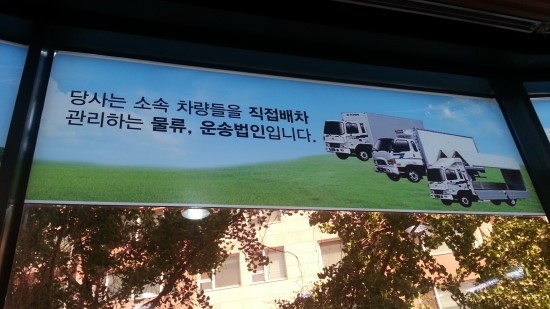 당사는 소속 차량들을 직접배차
관리하는 물류, 운송법인입니다.